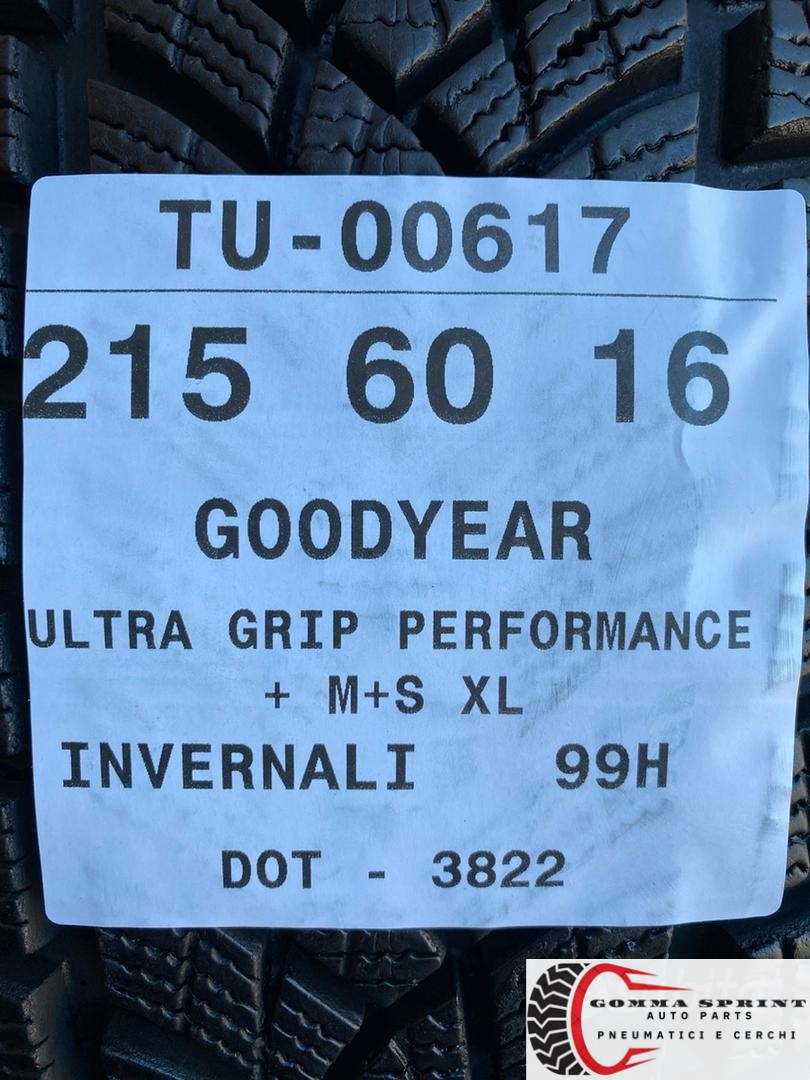 TU-00617
215 60 16
GOODYEAR
ULTRA GRIP PERFORMANCE
+ M+S XL
INVERNALI 99H
DOT - 3822
GOMMA SPRINT
AUTO PARTS
PNEUMATICI E CERCHI